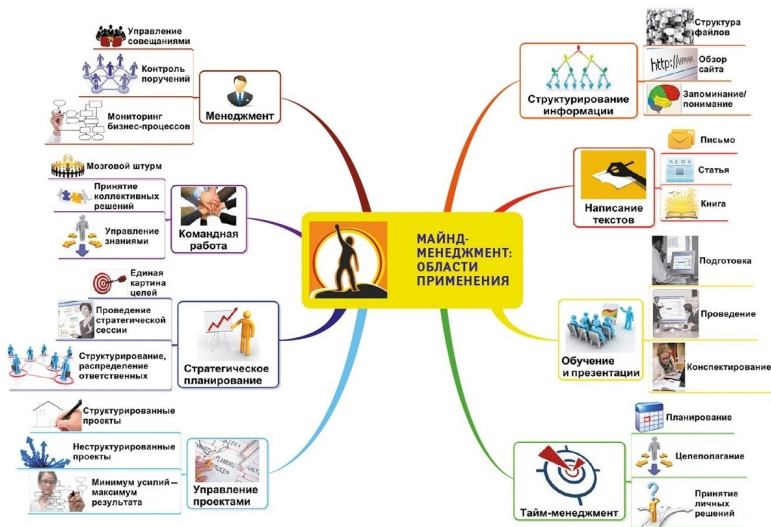 МАЙНД-
МЕНЕДЖМЕНТ:
ОБЛАСТИ
ПРИМЕНЕНИЯ
Структурирование
информации
Структура
файлов
http://www.
Обзор
сайта
Запоминание/
понимание
Написание
текстов
Письмо
NEWS
Статья
Книга
Обучение
и презентации
Подготовка
Проведение
Конспектирование
Тайм-менеджмент
Планирование
Целеполагание
Принятие
личных
решений
Менеджмент
Управление
совещаниями
Контроль
поручений
Мониторинг
бизнес-процессов
Командная
работа
Мозговой штурм
Принятие
коллективных
решений
Управление
знаниями
Стратегическое
планирование
Единая
картина
целей
Проведение
стратегической
сессии
Структурирование,
распределение
ответственных
Управление
проектами
Структурированные
проекты
Неструктурированные
проекты
Минимум усилий—
максимум
результата